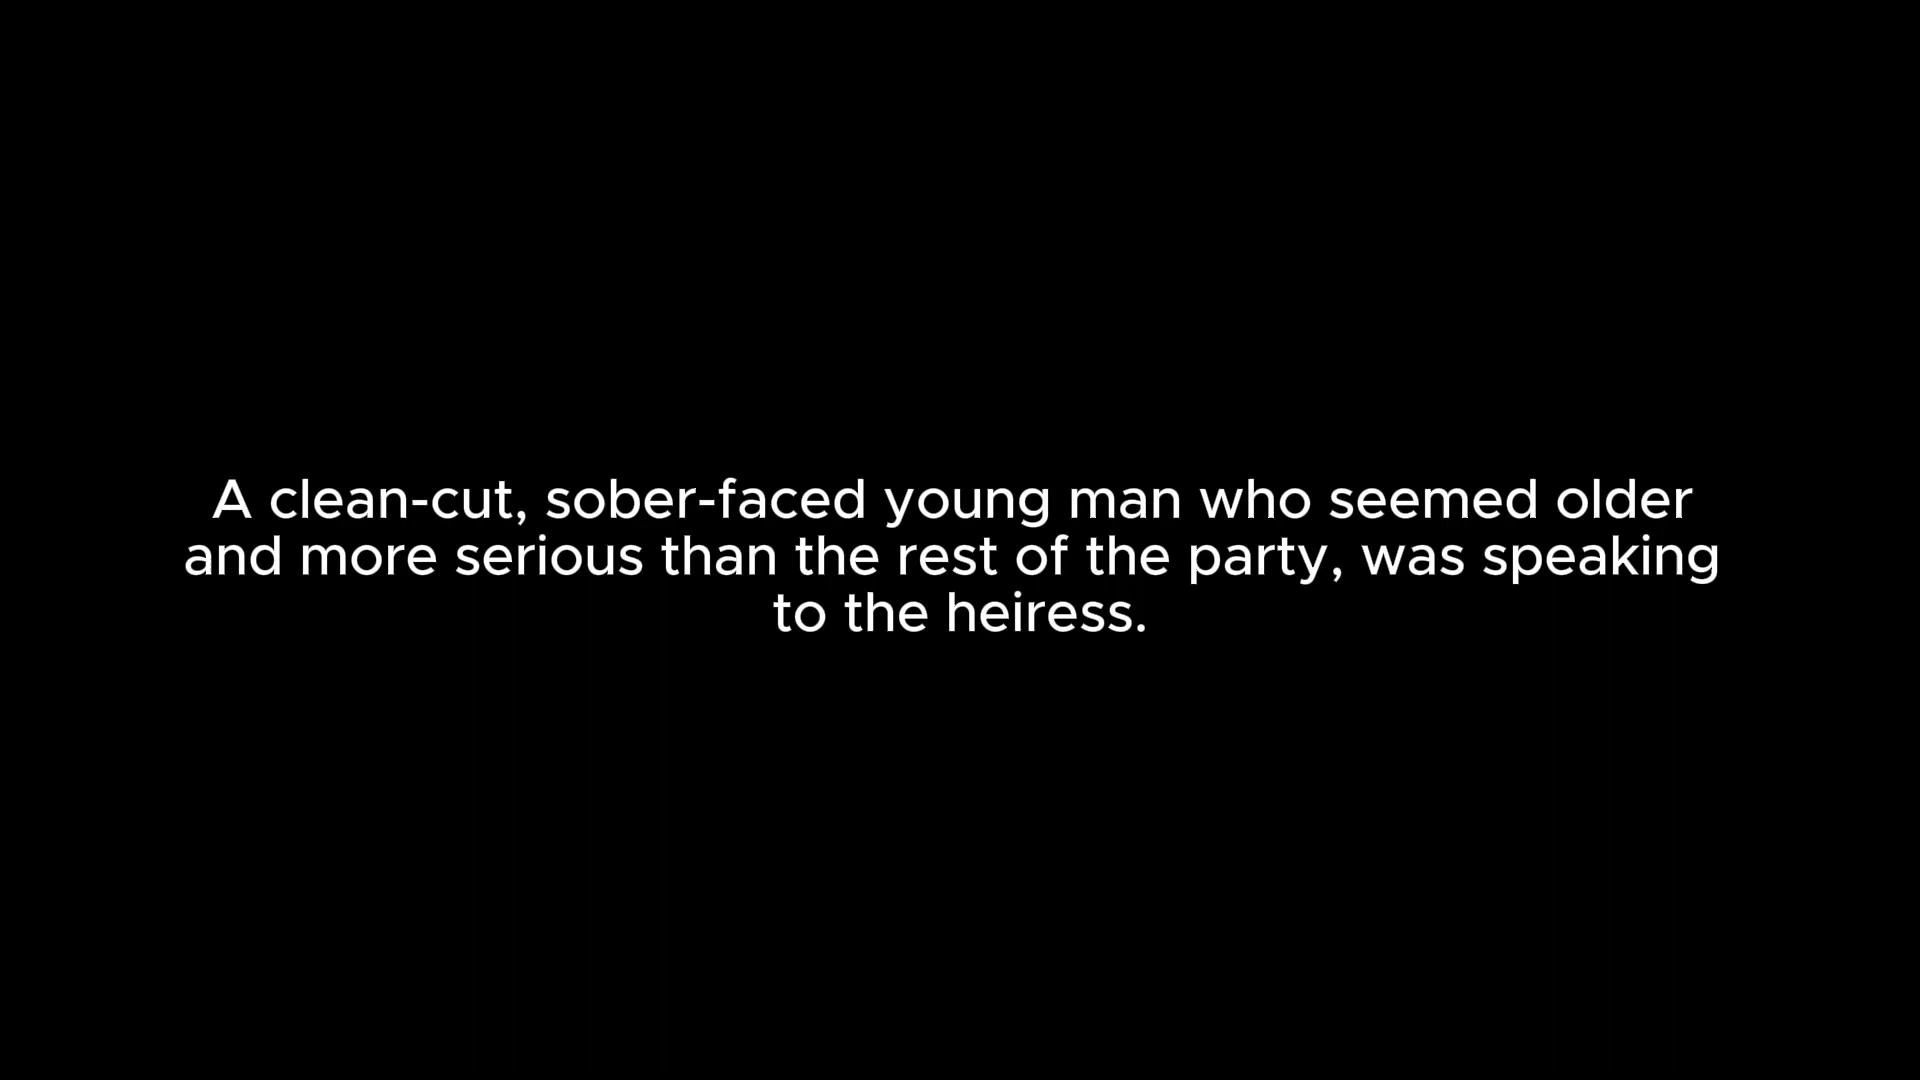 A clean-cut, sober-faced young man who seemed older
and more serious than the rest of the party, was speaking
to the heiress.